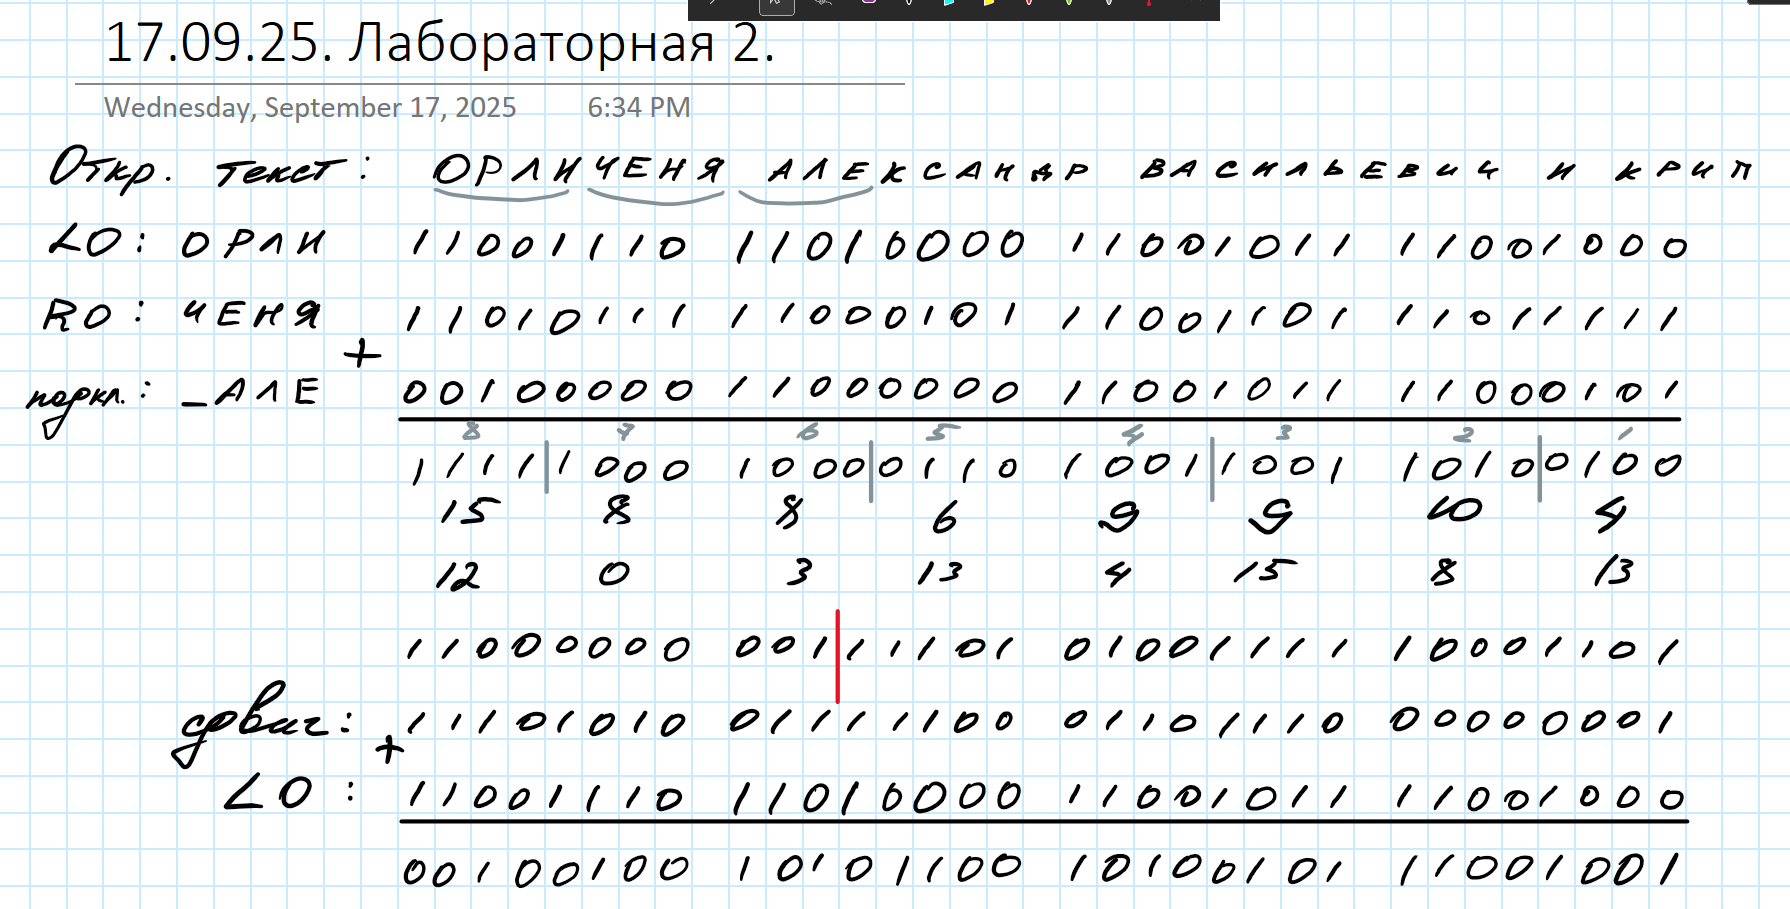 17.09.25. Лабораторная 2.
Wednesday, September 17, 2025 6:34 PM
Откр. текст: ОРЛИЧЕНЯ АЛЕКСАНДР ВАСИЛЬЕВИЧ И КРИП
L0: ОРЛИ 11001110 11010000 11001011 11001000
R0: ЧЕНЯ 11010111 11000101 11001101 11011111
+
подкл.: _АЛЕ 00100000 11000000 11001011 11000101
8 7 6 5 4 3 2 1
1111 1000 1000 0110 1001 1001 1010 0100
15 8 8 6 9 9 10 4
12 0 3 13 4 15 8 13
11000000 00111101 01001111 10001101
сдвиг: 11101010 01111100 01101110 00000001
+
L0: 11001110 11010000 11001011 11001000
00100100 10101100 10100101 11001001